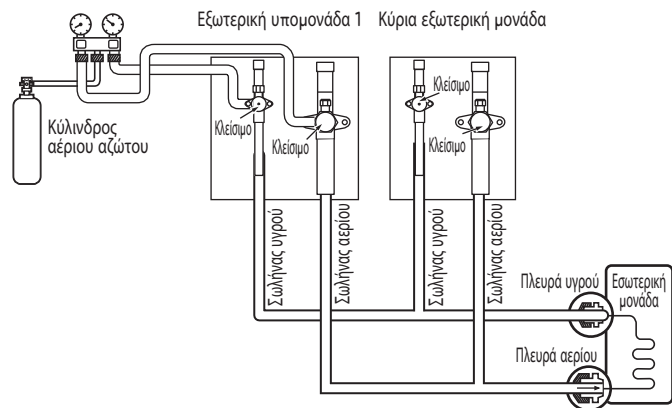 Εξωτερική υπομονάδα 1
Κύρια εξωτερική μονάδα
Κλείσιμο
Κλείσιμο
Κλείσιμο
Κλείσιμο
Κύλινδρος
αέριου αζώτου
Σωλήνας υγρού
Σωλήνας αερίου
Σωλήνας υγρού
Σωλήνας αερίου
Πλευρά υγρού
Εσωτερική
μονάδα
Πλευρά αερίου